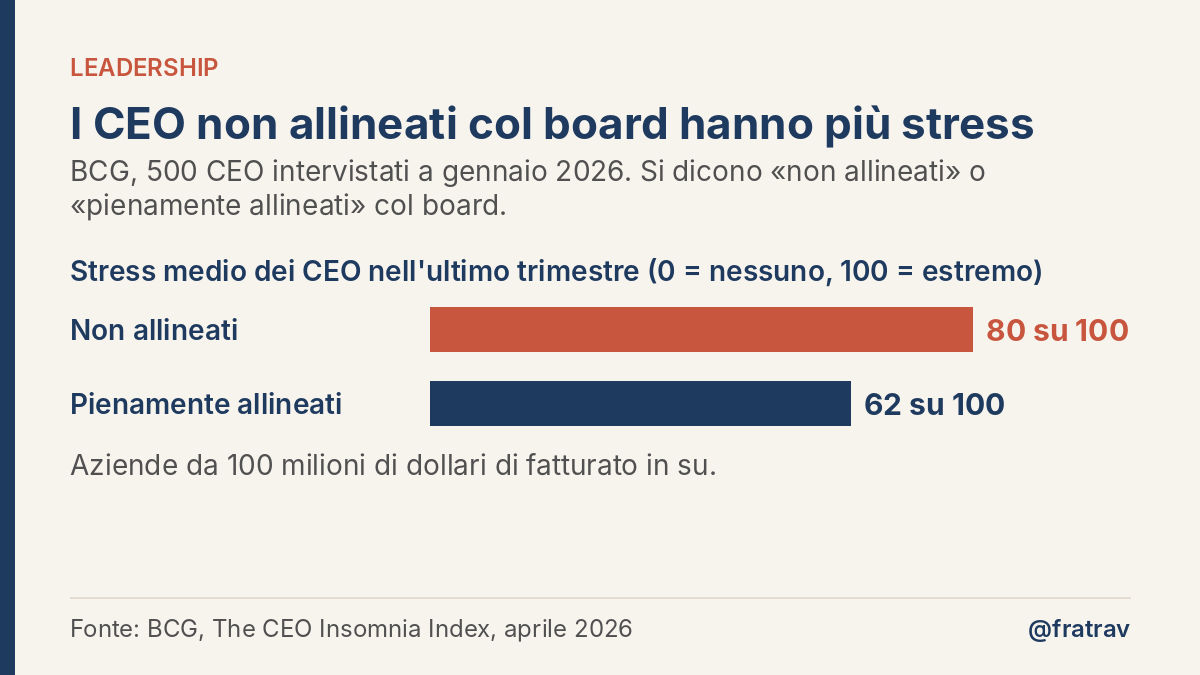 LEADERSHIP
I CEO non allineati col board hanno più stress
BCG, 500 CEO intervistati a gennaio 2026. Si dicono «non allineati» o
«pienamente allineati» col board.
Stress medio dei CEO nell'ultimo trimestre (0 = nessuno, 100 = estremo)
Non allineati 80 su 100
Pienamente allineati 62 su 100
Aziende da 100 milioni di dollari di fatturato in su.
Fonte: BCG, The CEO Insomnia Index, aprile 2026 @fratrav